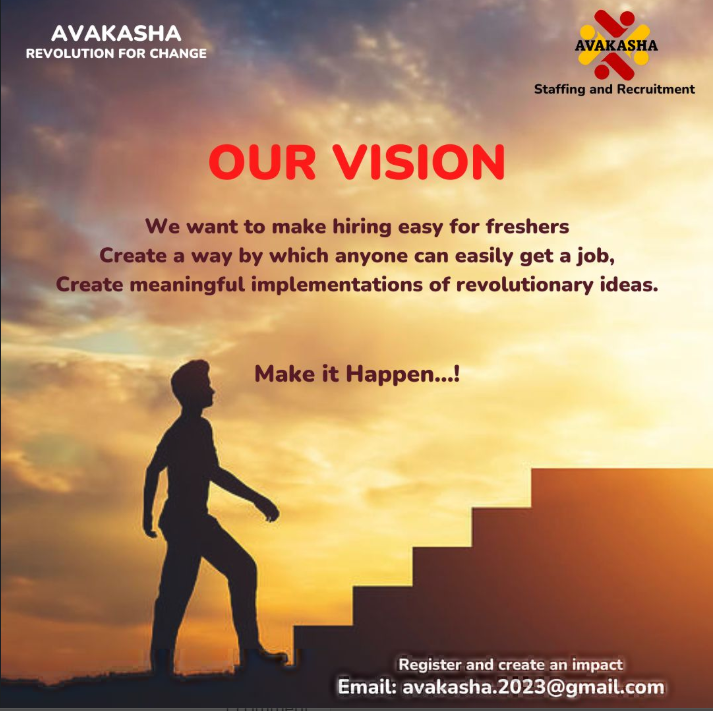 AVAKASHA
REVOLUTION FOR CHANGE
AVAKASHA
Staffing and Recruitment
OUR VISION
We want to make hiring easy for freshers
Create a way by which anyone can easily get a job,
Create meaningful implementations of revolutionary ideas.
Make it Happen...!
Register and create an impact
Email: avakasha.2023@gmail.com